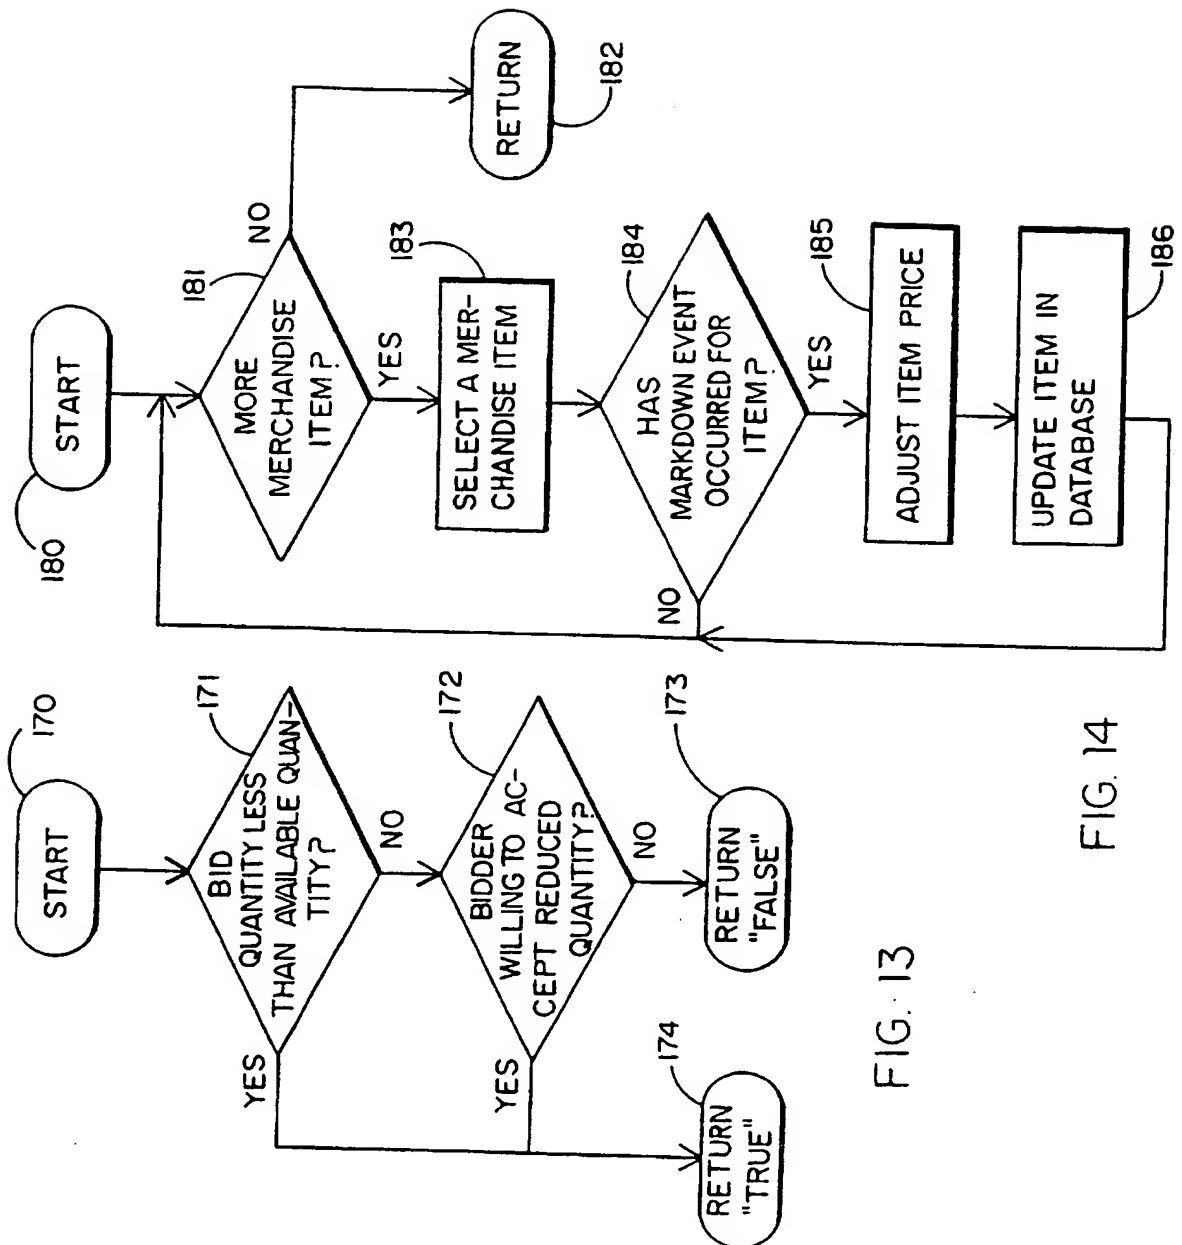 170
START
171
BID
QUANTITY LESS
THAN AVAILABLE QUAN-
TITY?
YES
NO
172
BIDDER
WILLING TO AC-
CEPT REDUCED
QUANTITY?
YES
NO
173
RETURN
"FALSE"
174
RETURN
"TRUE"
FIG. 13
180
START
181
MORE
MERCHANDISE
ITEM?
NO
YES
RETURN
182
183
SELECT A MER-
CHANDISE ITEM
184
HAS
MARKDOWN EVENT
OCCURRED FOR
ITEM?
NO
YES
185
ADJUST ITEM PRICE
186
UPDATE ITEM IN
DATABASE
FIG. 14